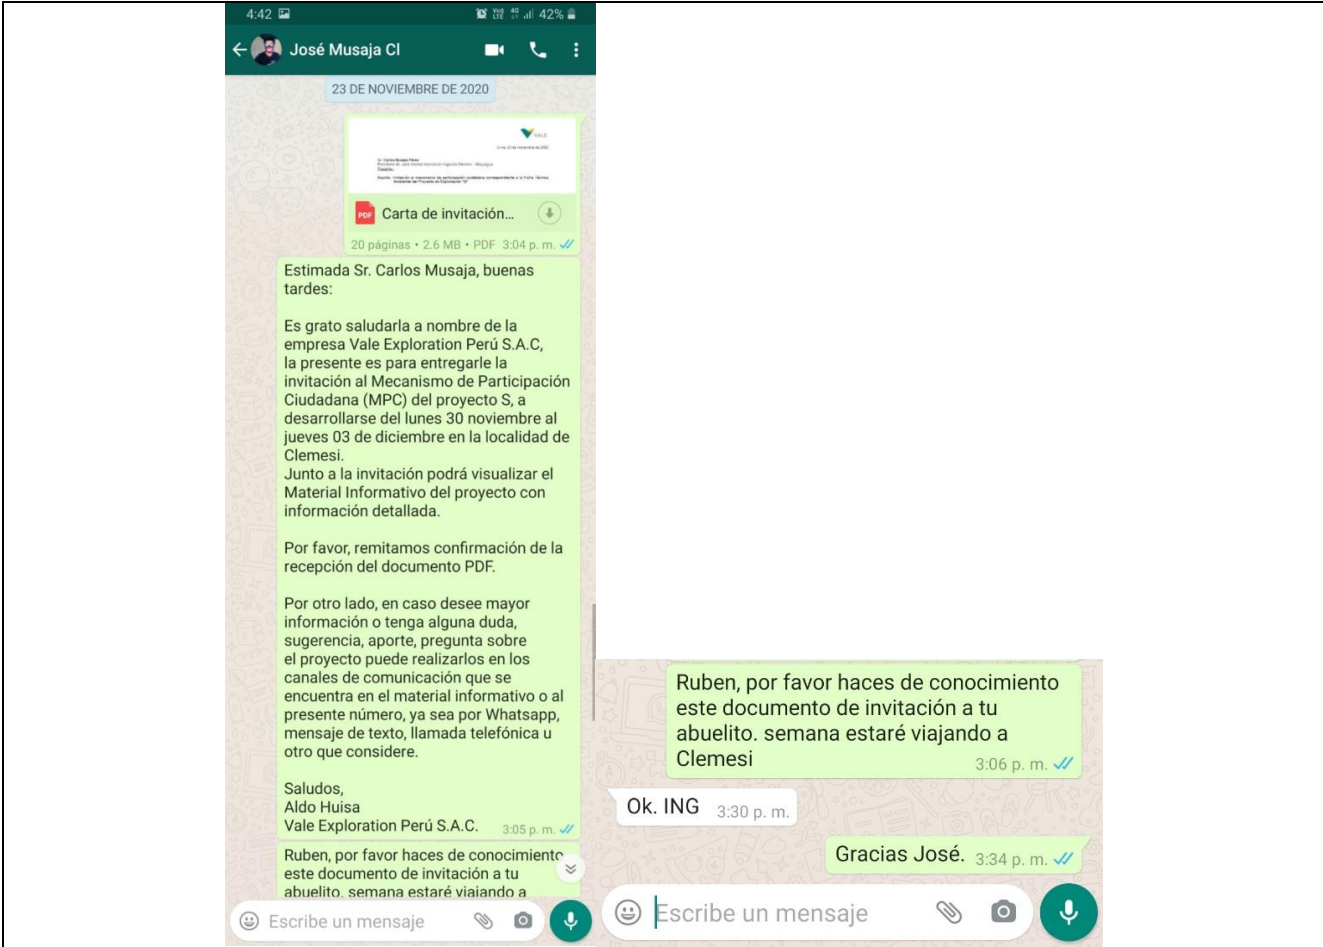 4:42
VoD LTE 4G 42%
José Musaja Cl
23 DE NOVIEMBRE DE 2020
VALE
PDF Carta de invitación...
20 páginas • 2.6 MB • PDF 3:04 p. m.
Estimada Sr. Carlos Musaja, buenas
tardes:
Es grato saludarla a nombre de la
empresa Vale Exploration Perú S.A.C,
la presente es para entregarle la
invitación al Mecanismo de Participación
Ciudadana (MPC) del proyecto S, a
desarrollarse del lunes 30 noviembre al
jueves 03 de diciembre en la localidad de
Clemesi.
Junto a la invitación podrá visualizar el
Material Informativo del proyecto con
información detallada.
Por favor, remitamos confirmación de la
recepción del documento PDF.
Por otro lado, en caso desee mayor
información o tenga alguna duda,
sugerencia, aporte, pregunta sobre
el proyecto puede realizarlos en los
canales de comunicación que se
encuentra en el material informativo o al
presente número, ya sea por Whatsapp,
mensaje de texto, llamada telefónica u
otro que considere.
Saludos,
Aldo Huisa
Vale Exploration Perú S.A.C. 3:05 p. m.
Ruben, por favor haces de conocimiento
este documento de invitación a tu
abuelito. semana estaré viajando a
Escribe un mensaje
Ruben, por favor haces de conocimiento
este documento de invitación a tu
abuelito. semana estaré viajando a
Clemesi 3:06 p. m.
Ok. ING 3:30 p. m.
Gracias José. 3:34 p. m.
Escribe un mensaje